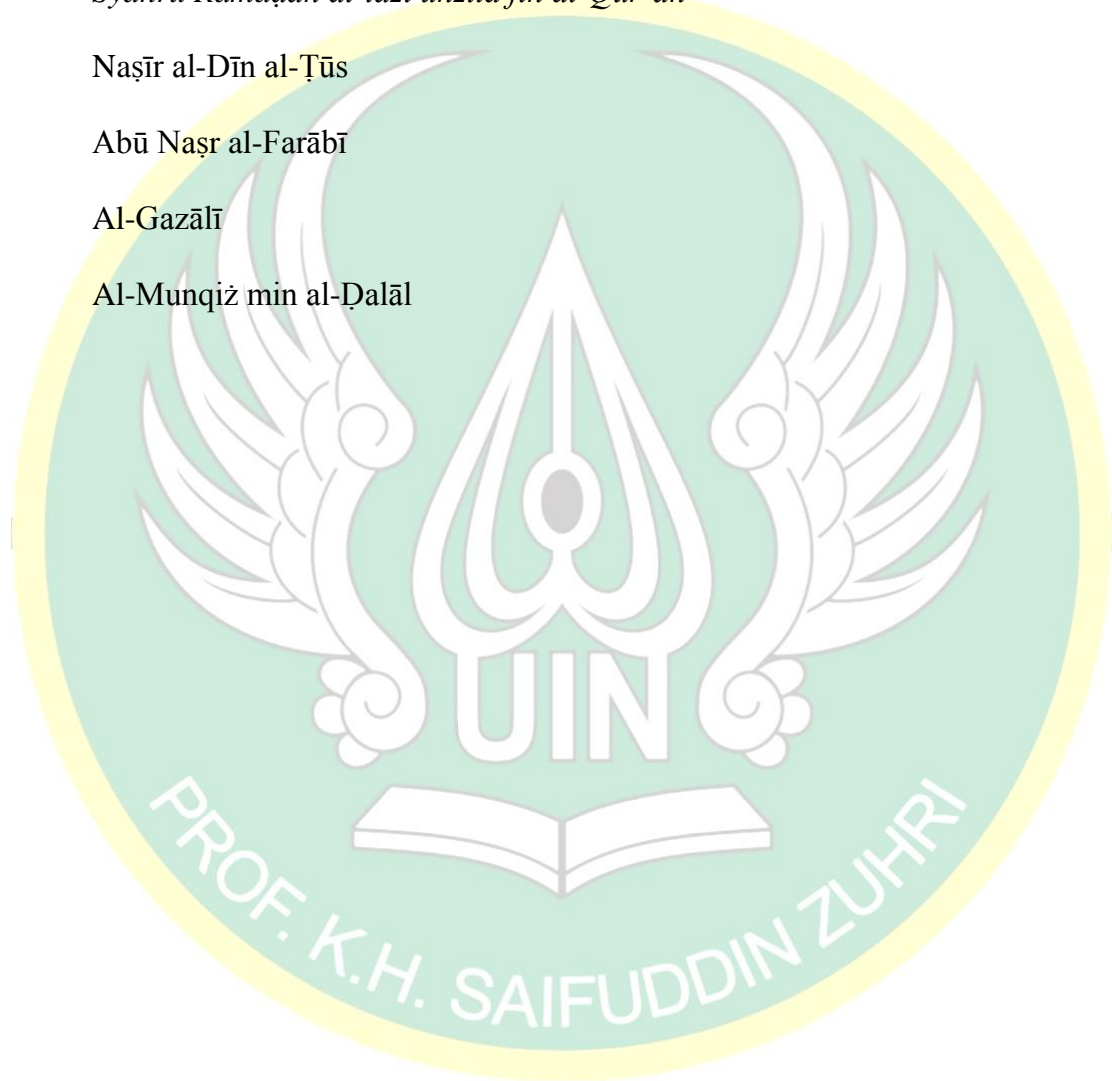 Naṣīr al-Dīn al-Ṭūs
Abū Naṣr al-Farābī
Al-Gazālī
Al-Munqiż min al-Ḍalāl
UIN
PROF. K.H. SAIFUDDIN ZUHRI